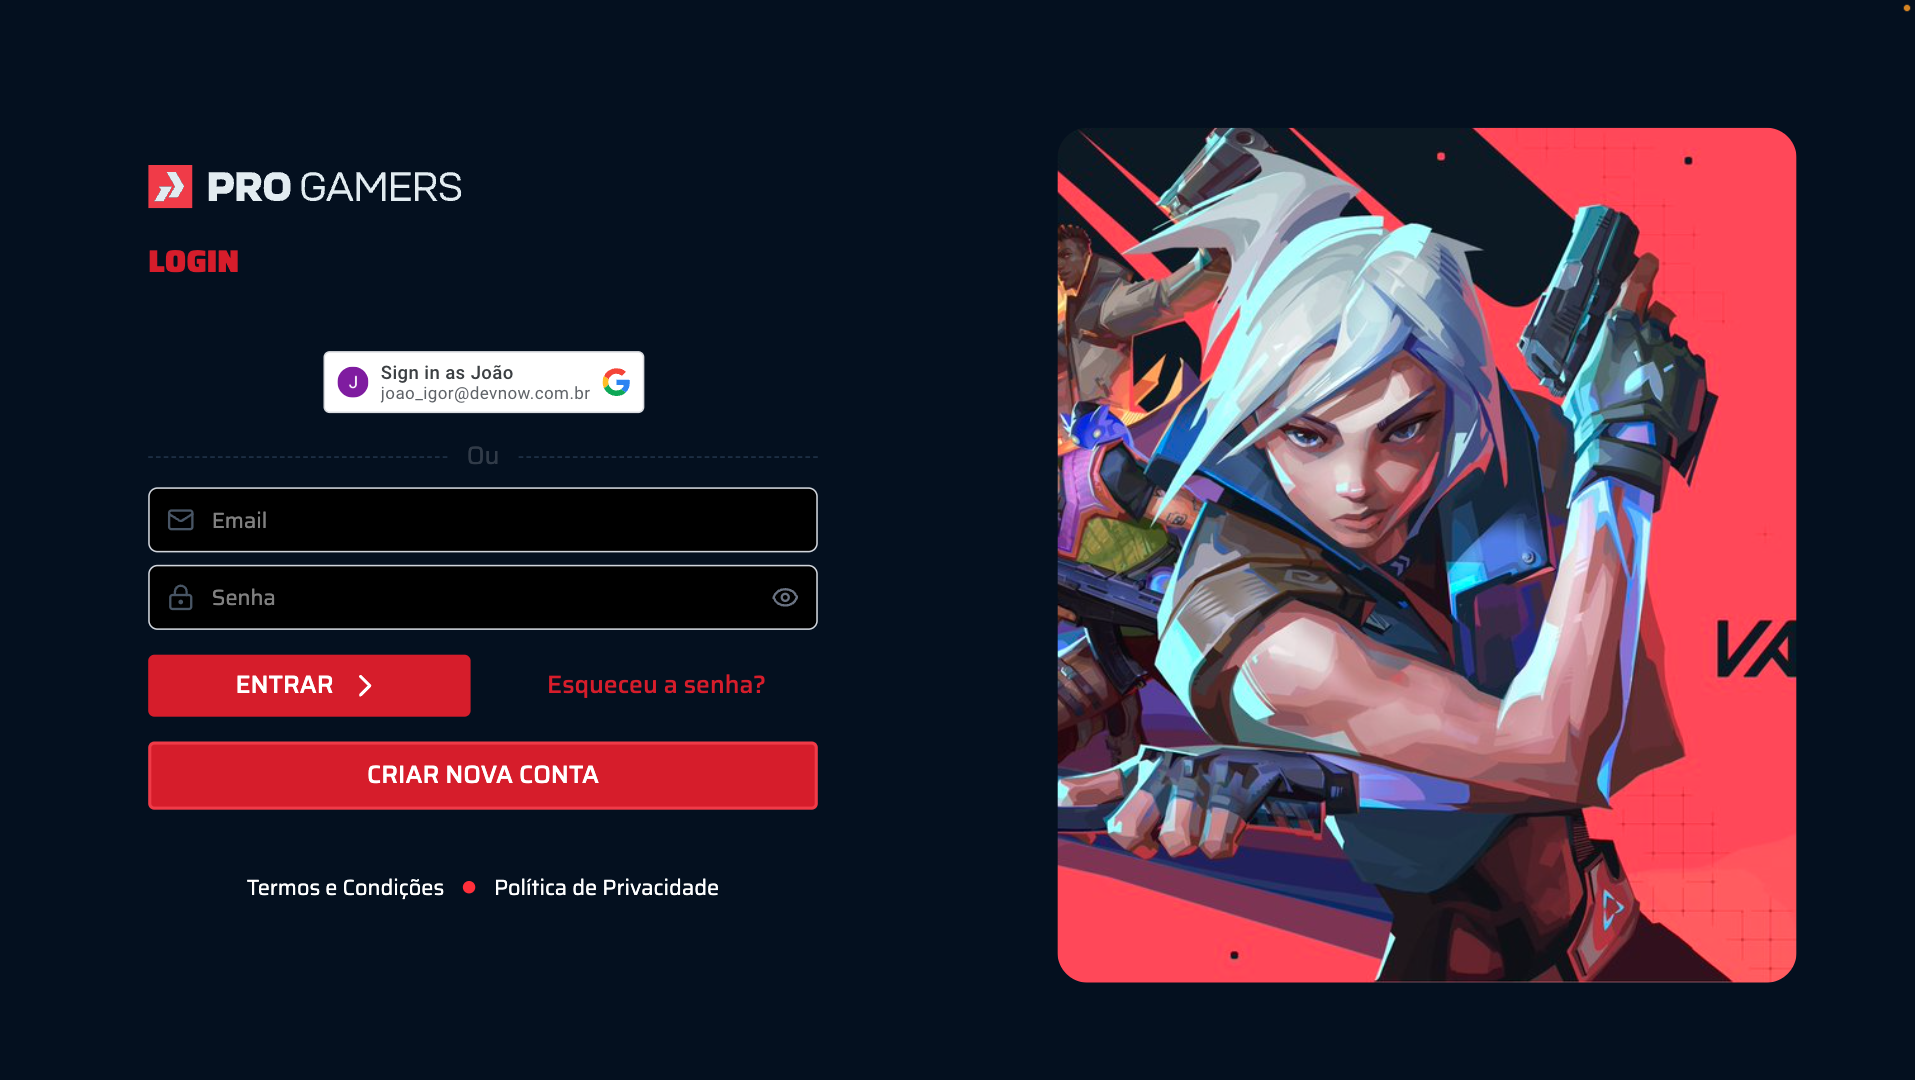 PRO GAMERS
LOGIN
J
Sign in as João
joao_igor@devnow.com.br
Ou
Email
Senha
ENTRAR
Esqueceu a senha?
CRIAR NOVA CONTA
Termos e Condições
Política de Privacidade
VA